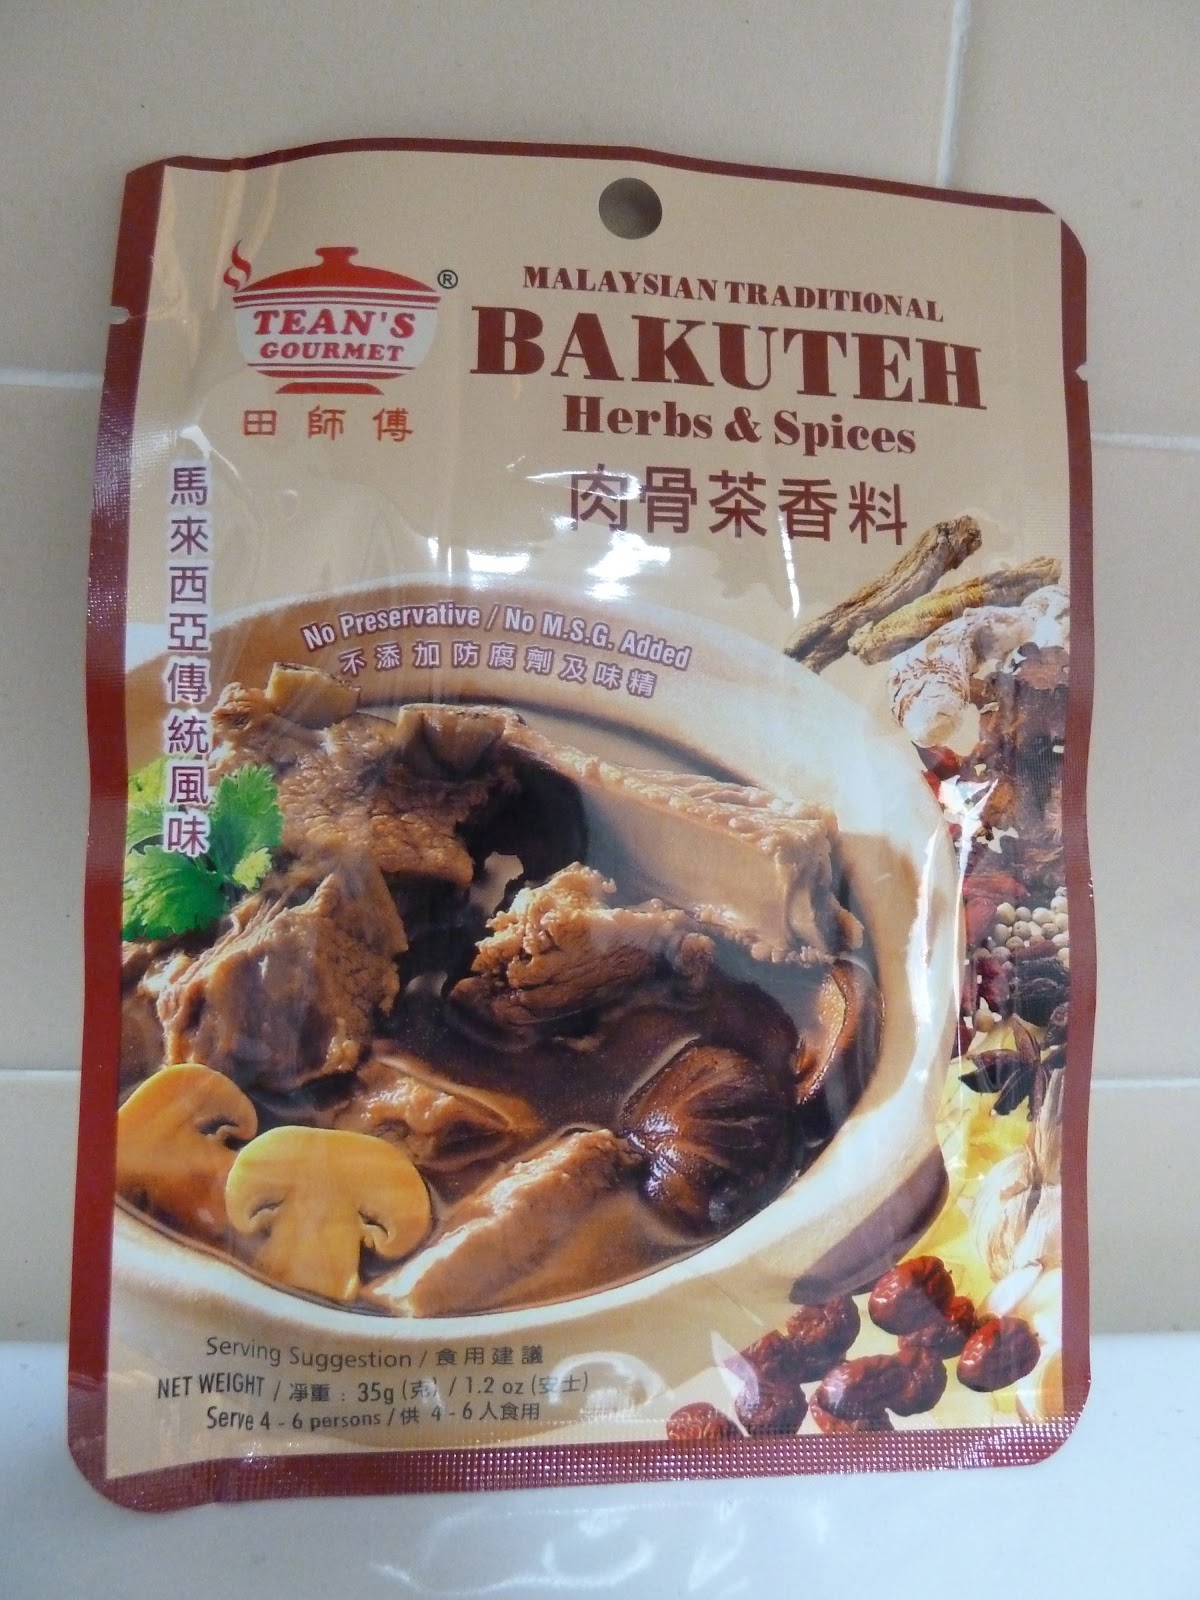 TEAN'S
GOURMET
®
田師傅
MALAYSIAN TRADITIONAL
BAKUTEH
Herbs & Spices
肉骨茶香料
馬來西亞傳統風味
No Preservative / No M.S.G. Added
不添加防腐劑及味精
Serving Suggestion / 食用建議
NET WEIGHT / 淨重 : 35g (克) / 1.2 oz (安士)
Serve 4 - 6 persons / 供 4 - 6 人食用